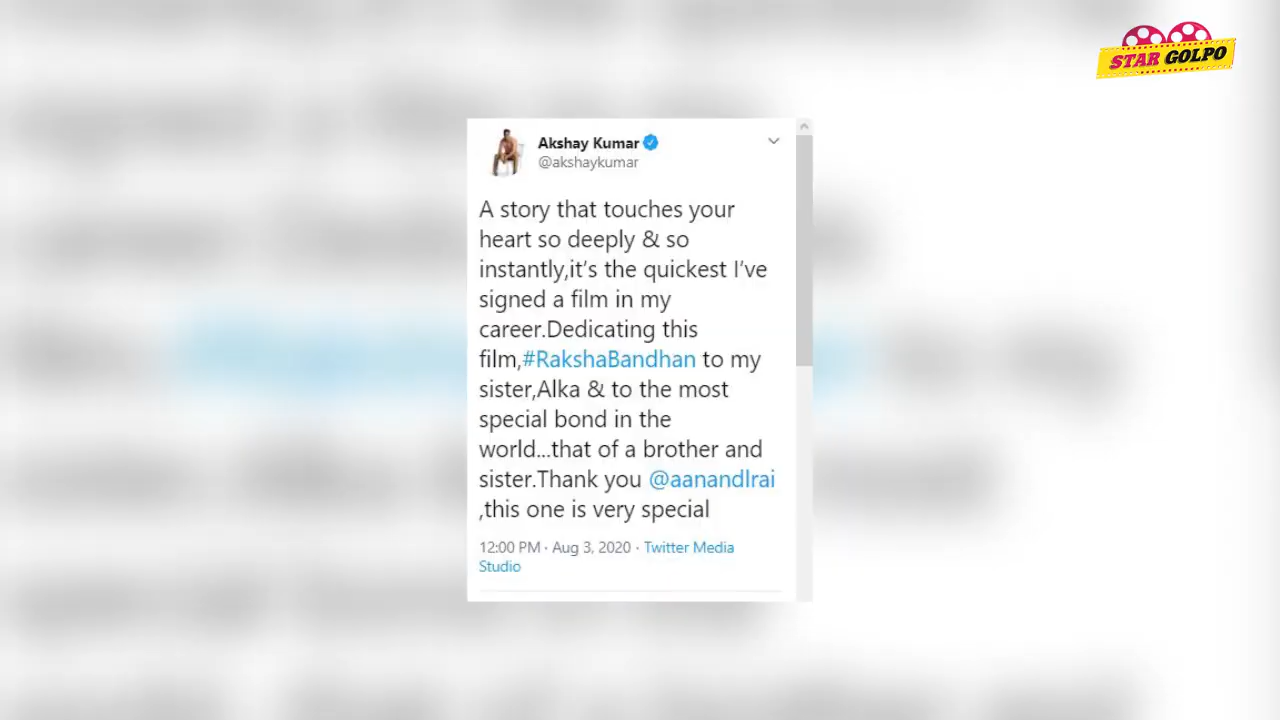 STAR GOLPO
Akshay Kumar
@akshaykumar
A story that touches your
heart so deeply & so
instantly,it's the quickest I've
signed a film in my
career.Dedicating this
film,#RakshaBandhan to my
sister,Alka & to the most
special bond in the
world...that of a brother and
sister.Thank you @aanandlrai
,this one is very special
12:00 PM · Aug 3, 2020 · Twitter Media
Studio